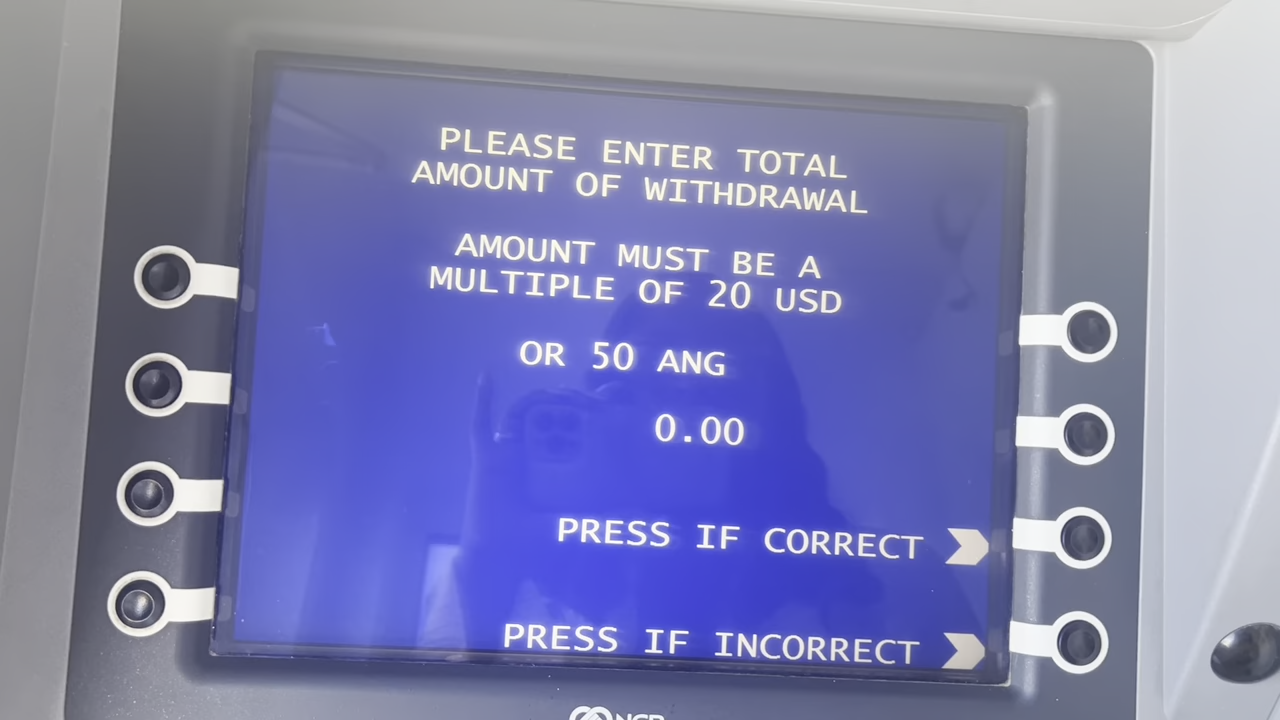 PLEASE ENTER TOTAL
AMOUNT OF WITHDRAWAL
AMOUNT MUST BE A
MULTIPLE OF 20 USD
OR 50 ANG
0.00
PRESS IF CORRECT
PRESS IF INCORRECT
NCR